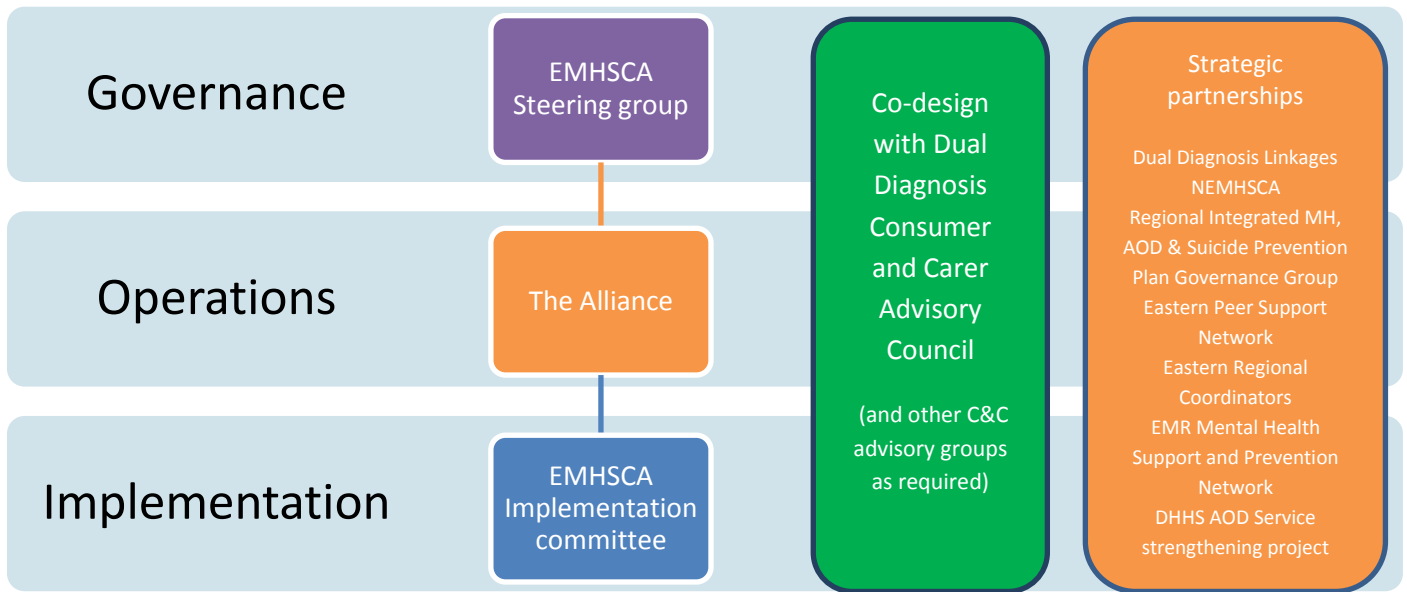 Governance
EMHSCA
Steering group
Operations
The Alliance
Implementation
EMHSCA
Implementation
committee
Co-design
with Dual
Diagnosis
Consumer
and Carer
Advisory
Council
(and other C&C
advisory groups
as required)
Strategic
partnerships
Dual Diagnosis Linkages
NEMHSCA
Regional Integrated MH,
AOD & Suicide Prevention
Plan Governance Group
Eastern Peer Support
Network
Eastern Regional
Coordinators
EMR Mental Health
Support and Prevention
Network
DHHS AOD Service
strengthening project